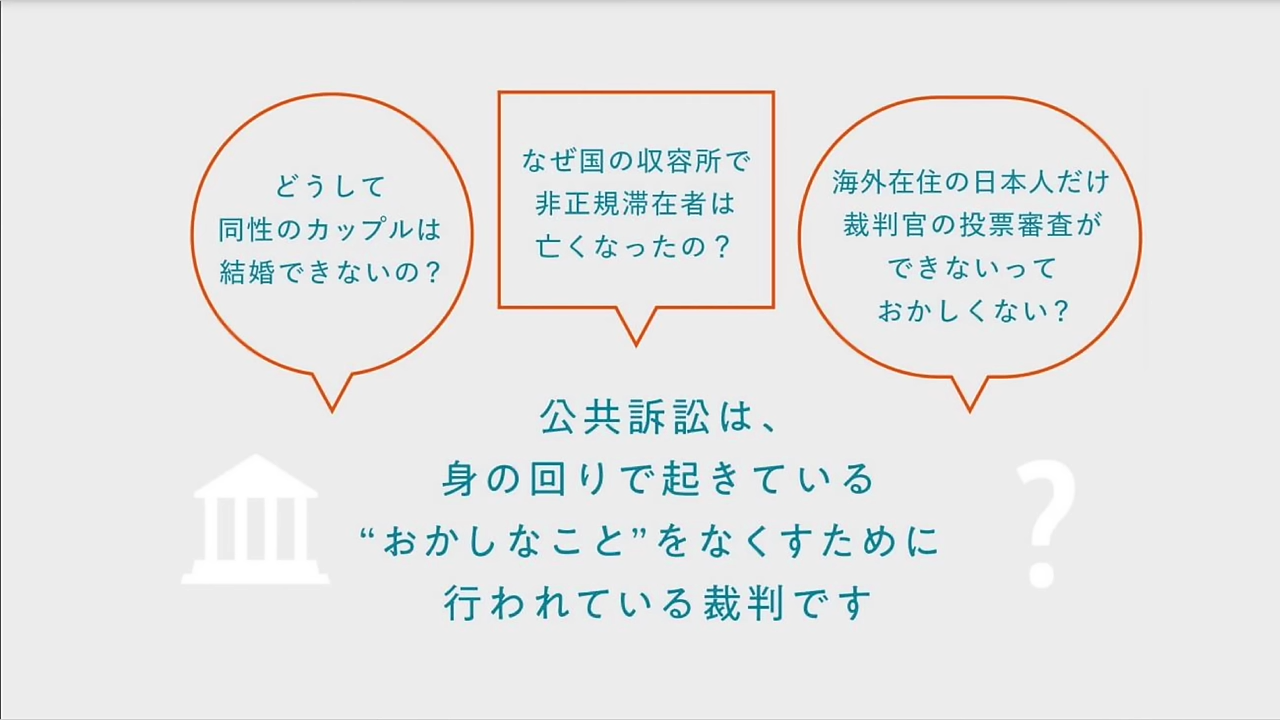 どうして
同性のカップルは
結婚できないの？
なぜ国の収容所で
非正規滞在者は
亡くなったの？
海外在住の日本人だけ
裁判官の投票審査が
できないって
おかしくない？
公共訴訟は、
身の回りで起きている
“おかしなこと”をなくすために
行われている裁判です
?